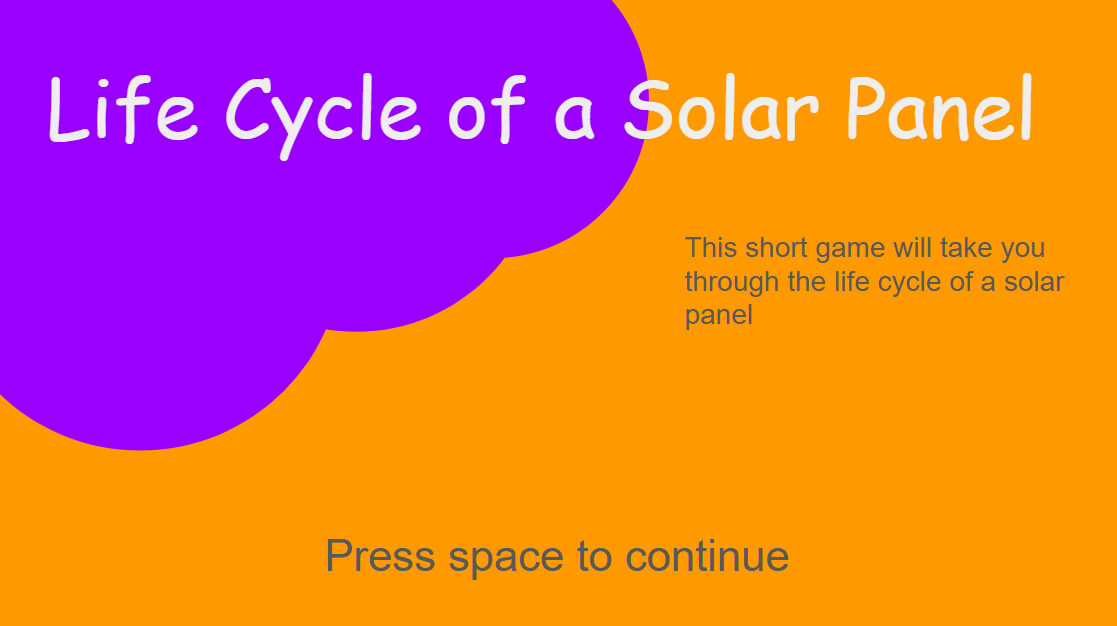 Life Cycle of a Solar Panel
This short game will take you
through the life cycle of a solar
panel
Press space to continue